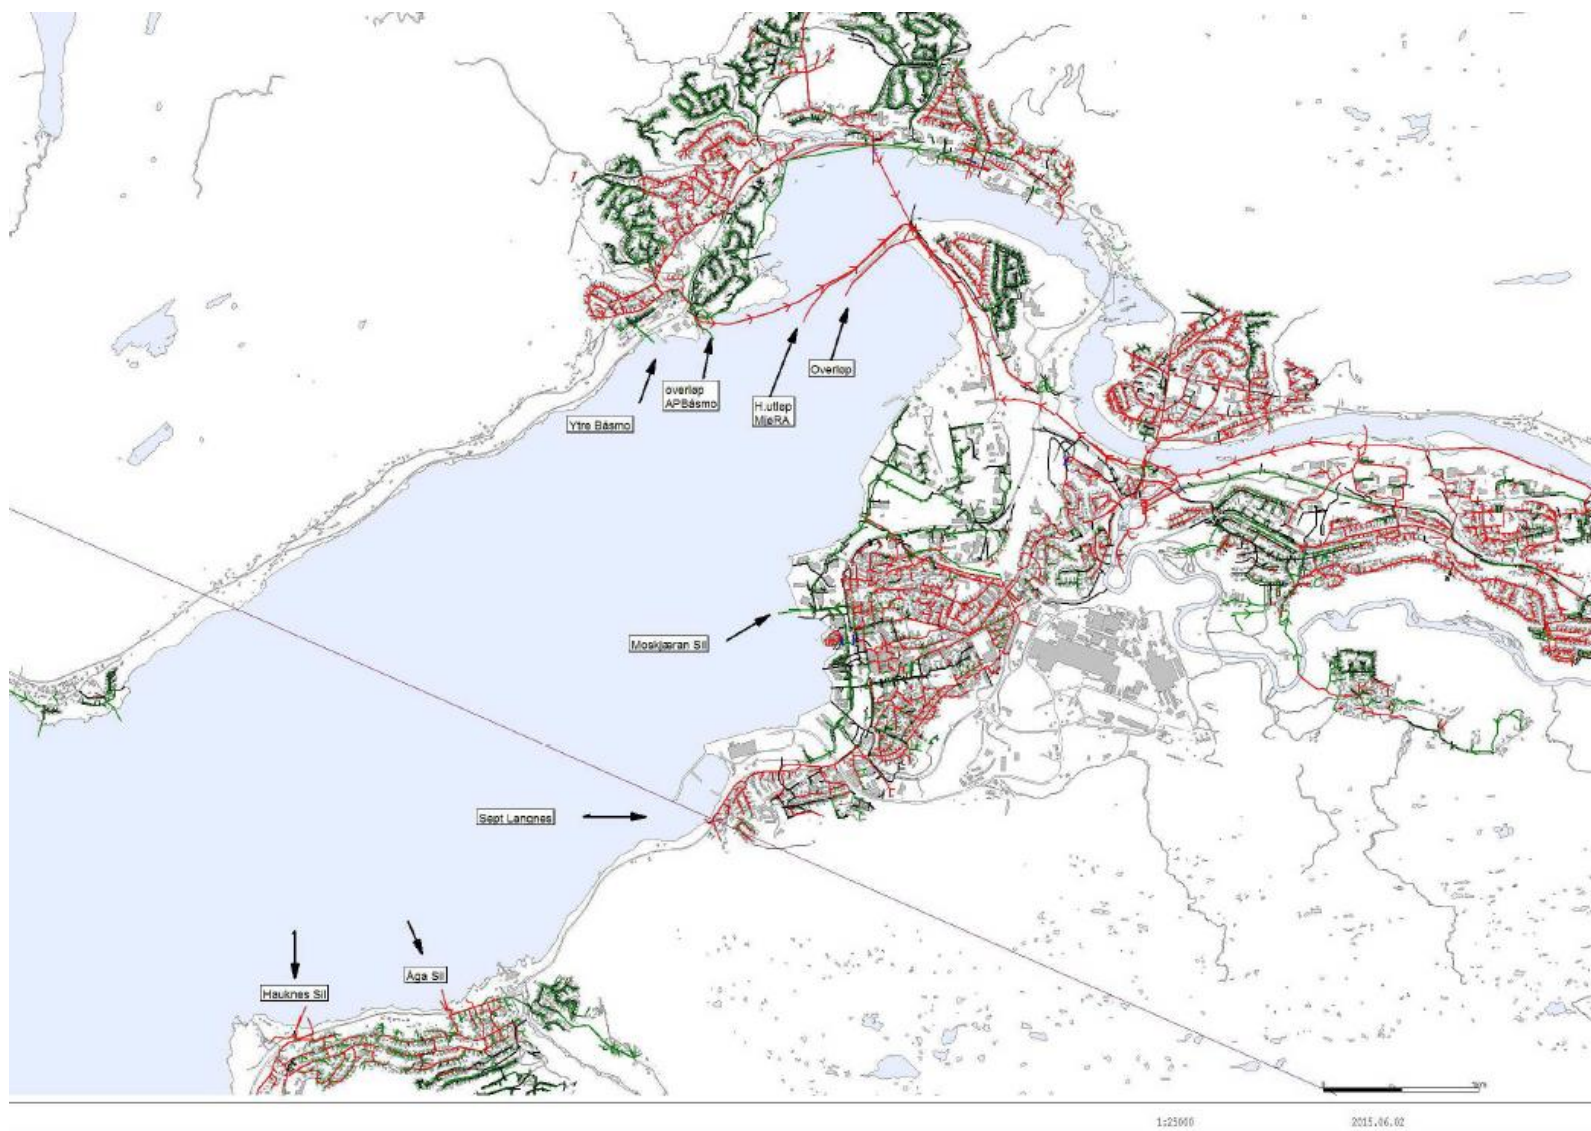 Overløp
overløp
APBåsmo
H.utløp
MjøRA
Ytre Båsmo
Moskjæran Sil
Sept Langnes
Åga Sil
Hauknes Sil
1:25000
2015.06.02